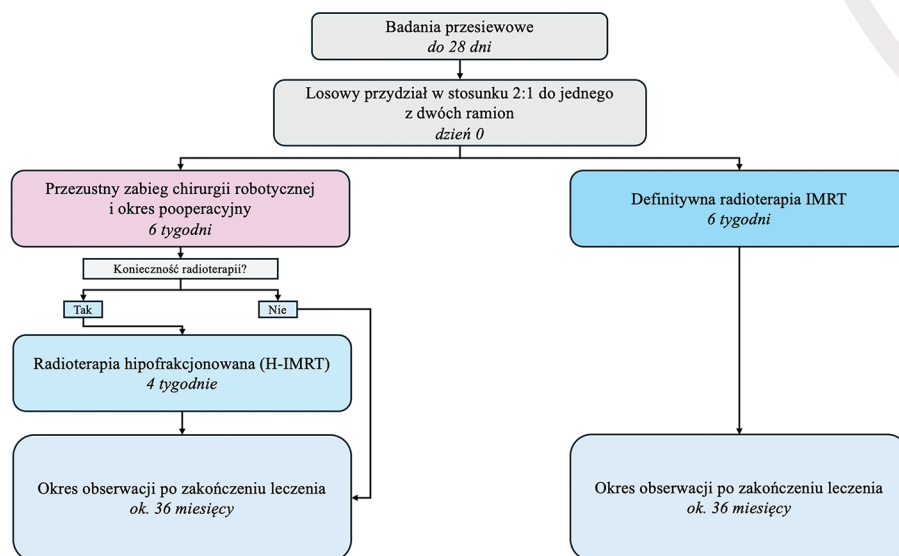 Badania przesiewowe
do 28 dni
Losowy przydział w stosunku 2:1 do jednego
z dwóch ramion
dzień 0
Przezustny zabieg chirurgii robotycznej
i okres pooperacyjny
6 tygodni
Definitywna radioterapia IMRT
6 tygodni
Konieczność radioterapii?
Tak
Nie
Radioterapia hipofrakcjonowana (H-IMRT)
4 tygodnie
Okres obserwacji po zakończeniu leczenia
ok. 36 miesięcy
Okres obserwacji po zakończeniu leczenia
ok. 36 miesięcy